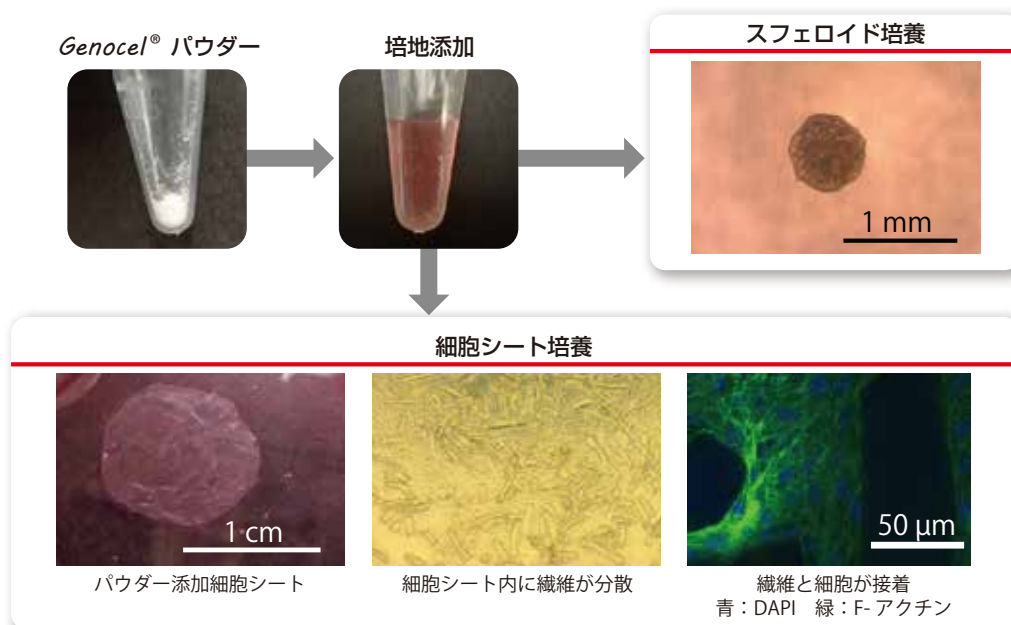 Genocel® パウダー
培地添加
スフェロイド培養
1 mm
細胞シート培養
1 cm
50 μm
パウダー添加細胞シート
細胞シート内に繊維が分散
繊維と細胞が接着
青：DAPI 緑：F- アクチン